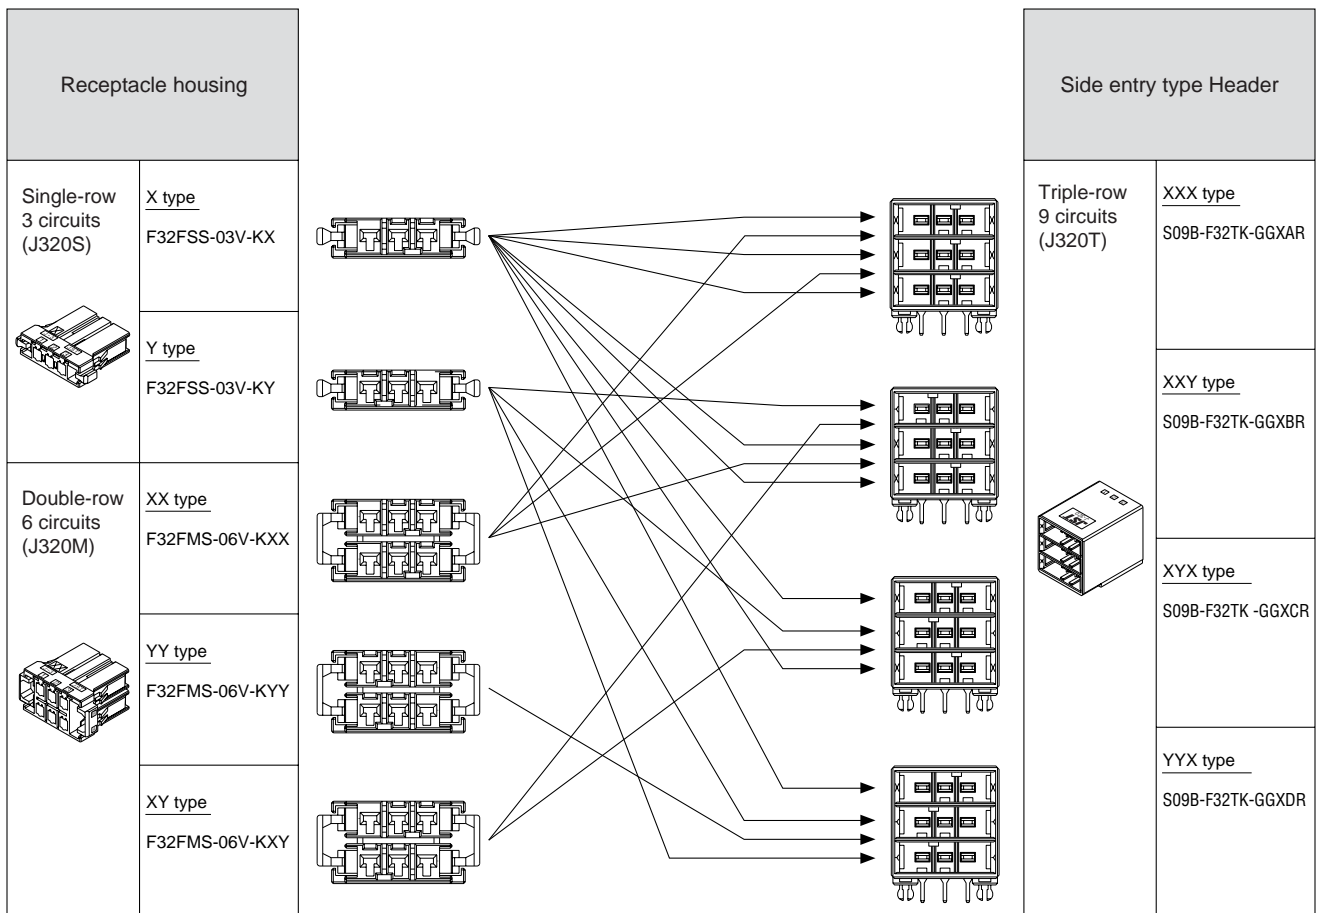 Receptacle housing
Side entry type Header
Single-row
3 circuits
(J320S)
X type
F32FSS-03V-KX
Y type
F32FSS-03V-KY
Double-row
6 circuits
(J320M)
XX type
F32FMS-06V-KXX
YY type
F32FMS-06V-KYY
XY type
F32FMS-06V-KXY
Triple-row
9 circuits
(J320T)
XXX type
S09B-F32TK-GGXAR
XXY type
S09B-F32TK-GGXBR
XYX type
S09B-F32TK -GGXCR
YYX type
S09B-F32TK-GGXDR
JST